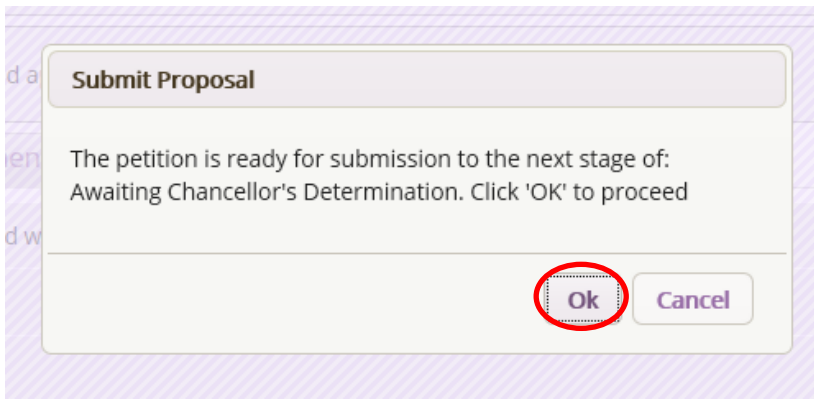 d a
Submit Proposal
The petition is ready for submission to the next stage of:
en
Awaiting Chancellor's Determination. Click 'OK' to proceed
d w
Ok Cancel